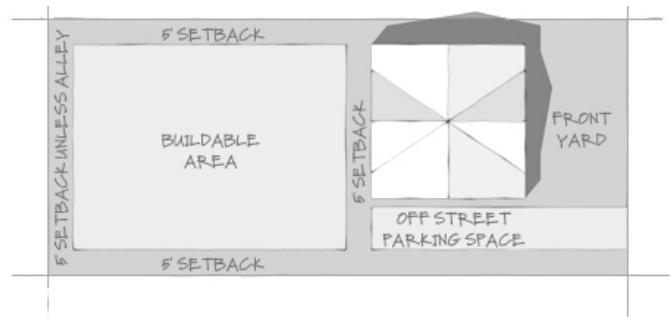 5' SETBACK
5' SETBACK UNLESS ALLEY
BUILDABLE
AREA
5' SETBACK
FRONT
YARD
OFF STREET
PARKING SPACE
5' SETBACK